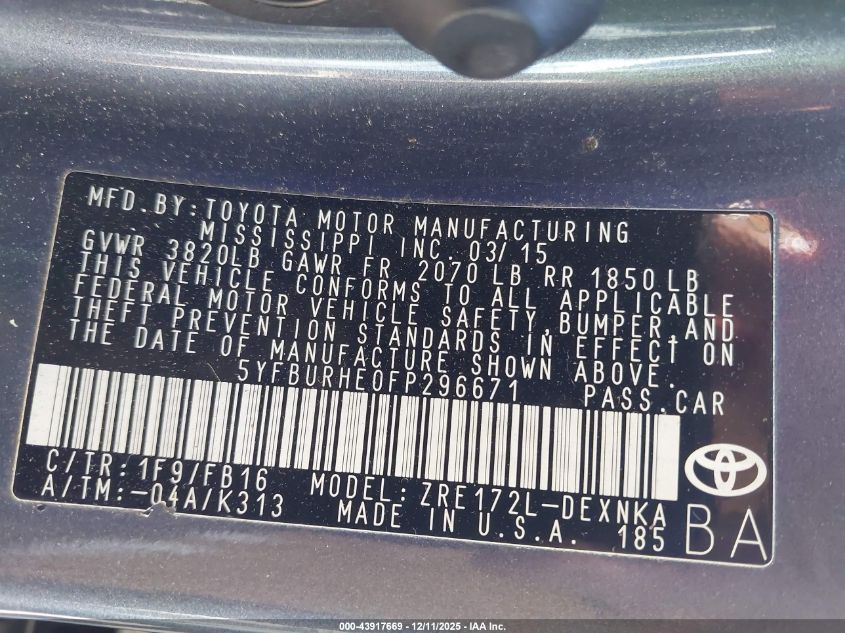 MFD.BY:TOYOTA MOTOR MANUFACTURING
MISSISSIPPI INC. 03/15
GVWR 3820LB GAWR FR 2070 LB RR 1850 LB
THIS VEHICLE CONFORMS TO ALL APPLICABLE
FEDERAL MOTOR VEHICLE SAFETY,BUMPER,AND
THEFT PREVENTION STANDARDS IN EFFECT ON
THE DATE OF MANUFACTURE SHOWN ABOVE.
5YFBURHE0FP296671 PASS.CAR
C/TR:1F9/FB16 MODEL:ZRE172L-DEXNKA
A/TM:-04A/K313 MADE IN U.S.A. 185
BA
000-43917669 - 12/11/2025 - IAA Inc.